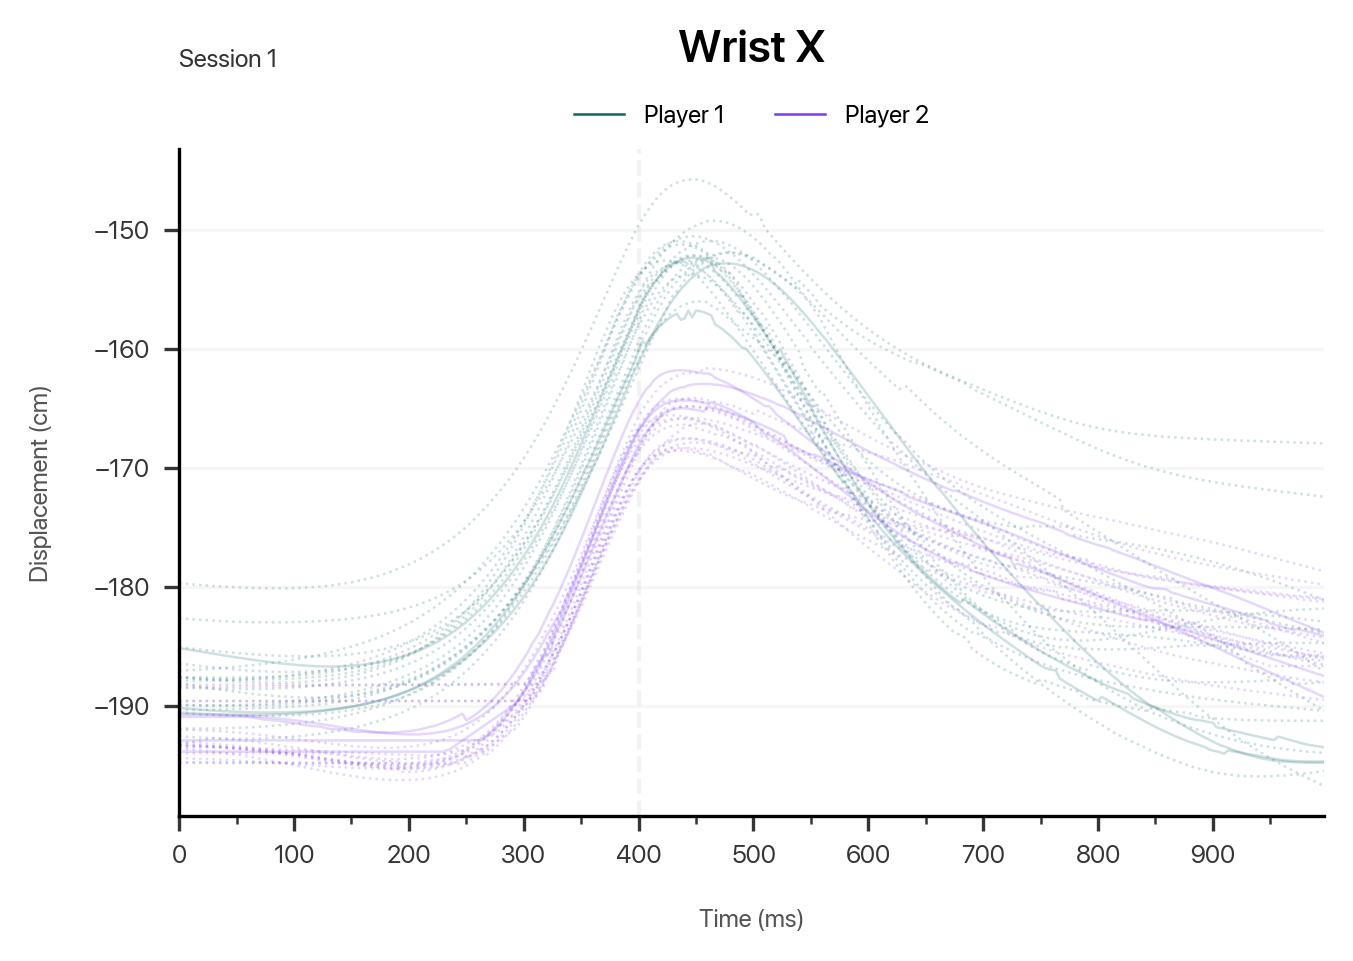 Session 1
Wrist X
Player 1
Player 2
Displacement (cm)
–150
–160
–170
–180
–190
0 100 200 300 400 500 600 700 800 900
Time (ms)